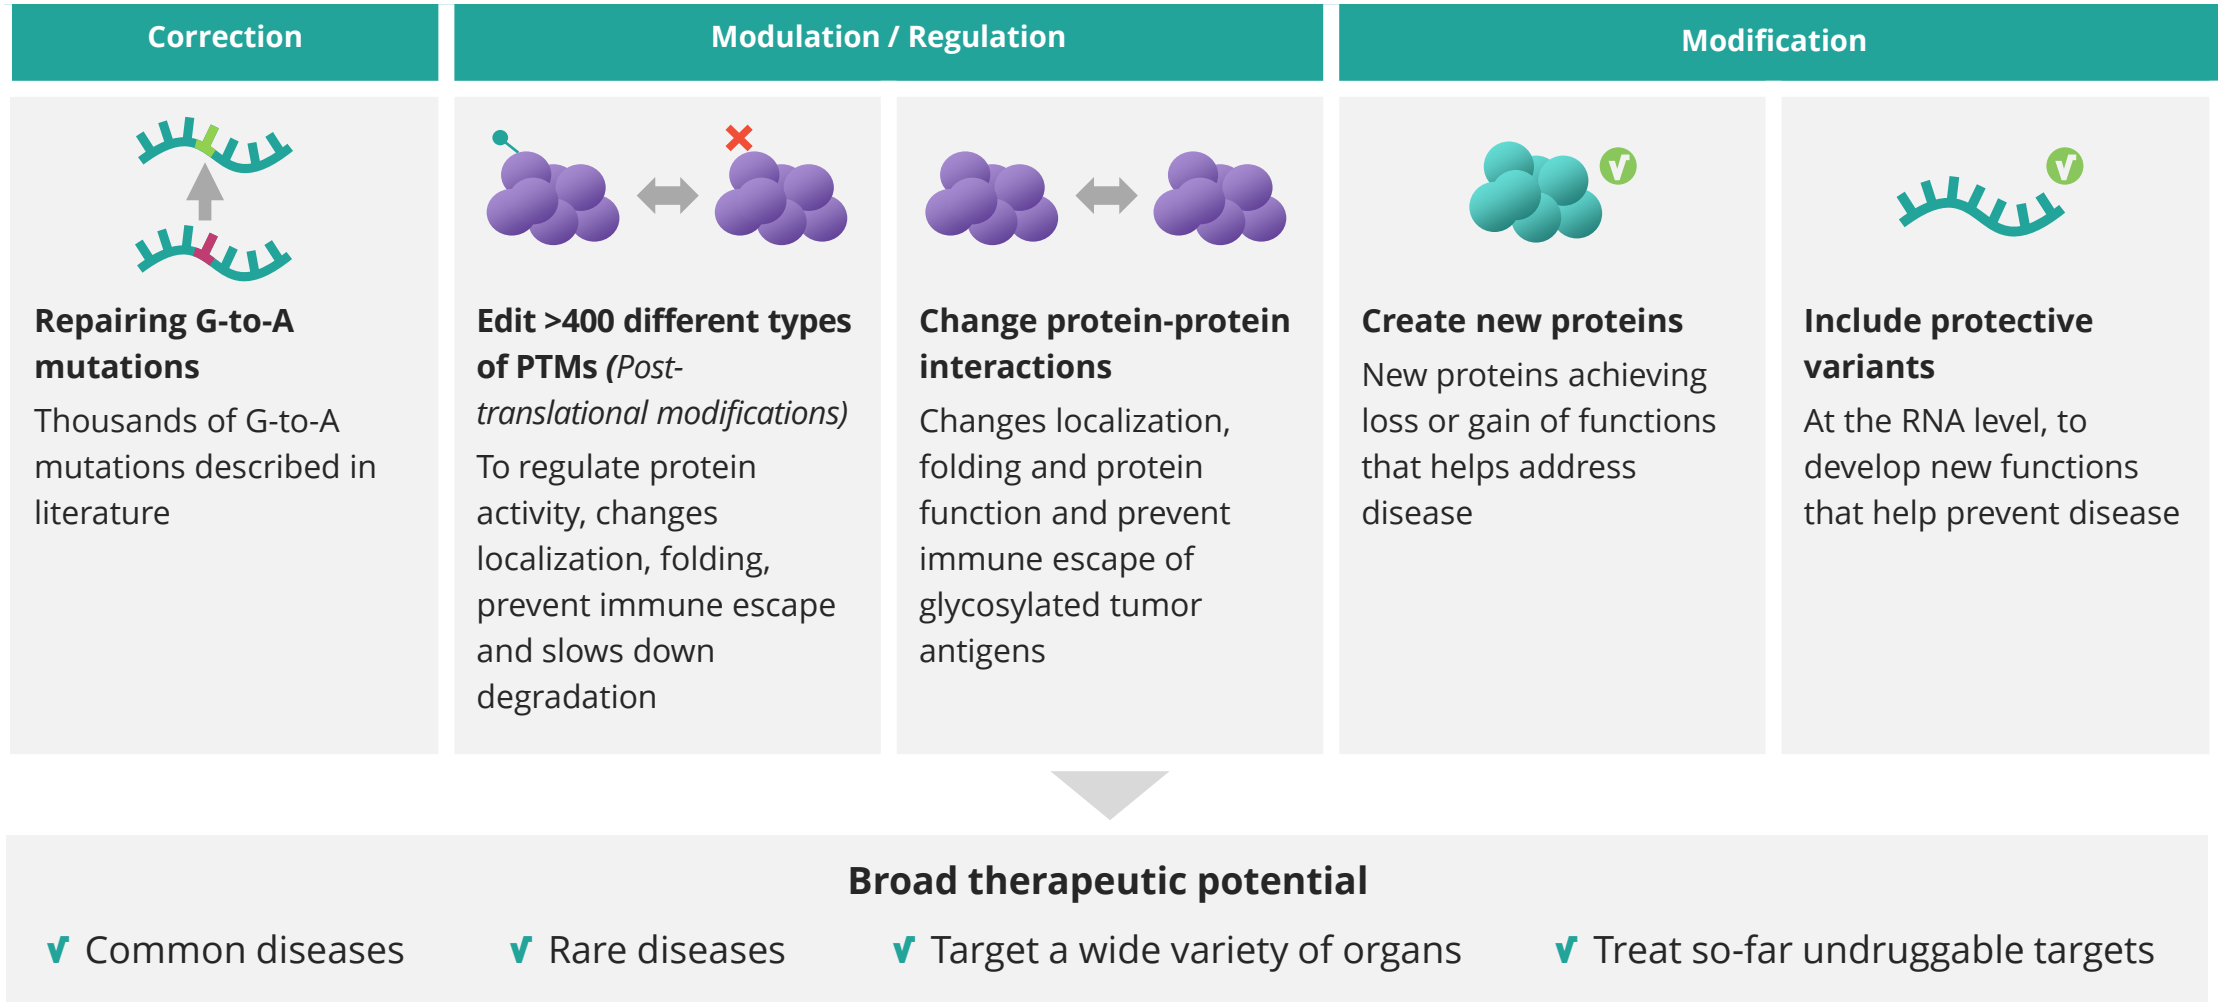 Correction
Modulation / Regulation
Modification
Repairing G-to-A
mutations
Thousands of G-to-A
mutations described in
literature
Edit >400 different types
of PTMs (Post-
translational modifications)
To regulate protein
activity, changes
localization, folding,
prevent immune escape
and slows down
degradation
Change protein-protein
interactions
Changes localization,
folding and protein
function and prevent
immune escape of
glycosylated tumor
antigens
Create new proteins
New proteins achieving
loss or gain of functions
that helps address
disease
Include protective
variants
At the RNA level, to
develop new functions
that help prevent disease
Broad therapeutic potential
Common diseases
Rare diseases
Target a wide variety of organs
Treat so-far undruggable targets